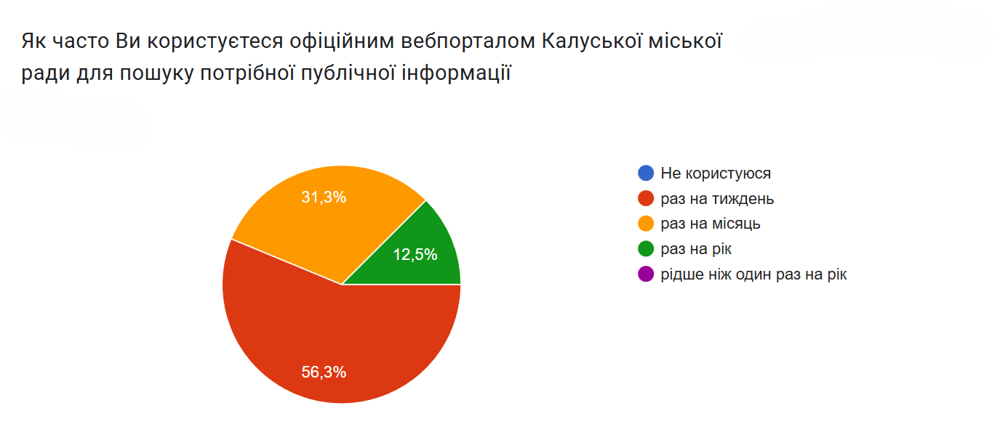 Як часто Ви користуєтеся офіційним вебпорталом Калуської міської
ради для пошуку потрібної публічної інформації
31,3%
12,5%
56,3%
Не користуюся
раз на тиждень
раз на місяць
раз на рік
рідше ніж один раз на рік